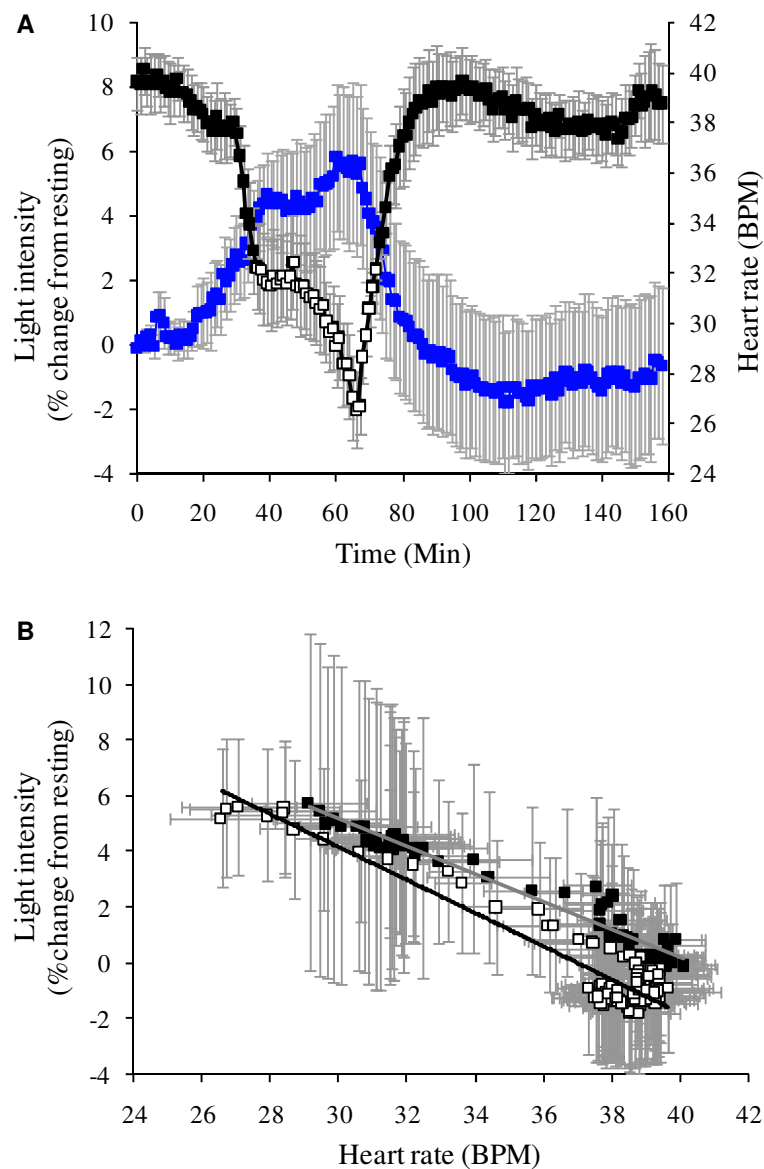 A
10
8
6
4
2
0
-2
-4
Light intensity
(% change from resting)
42
40
38
36
34
32
30
28
26
24
Heart rate (BPM)
0 20 40 60 80 100 120 140 160
Time (Min)
B
12
10
8
6
4
2
0
-2
-4
Light intensity
(%change from resting)
24 26 28 30 32 34 36 38 40 42
Heart rate (BPM)